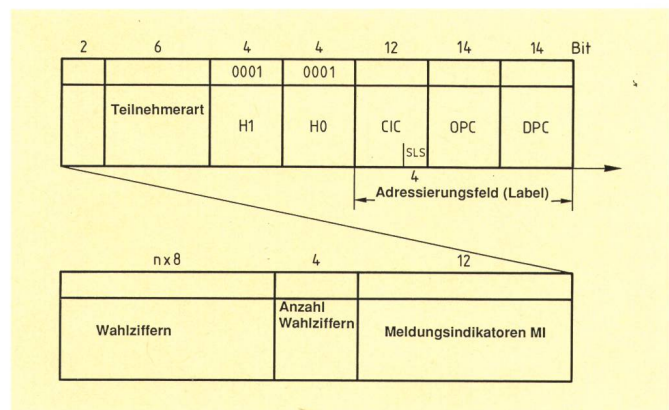 2 6 4 4 12 14 14 Bit
0001 0001
Teilnehmerart H1 H0 CIC OPC DPC
SLS
4
Adressierungsfeld (Label)
n x 8 4 12
Wahlziffern Anzahl Wahlziffern Meldungsindikatoren MI